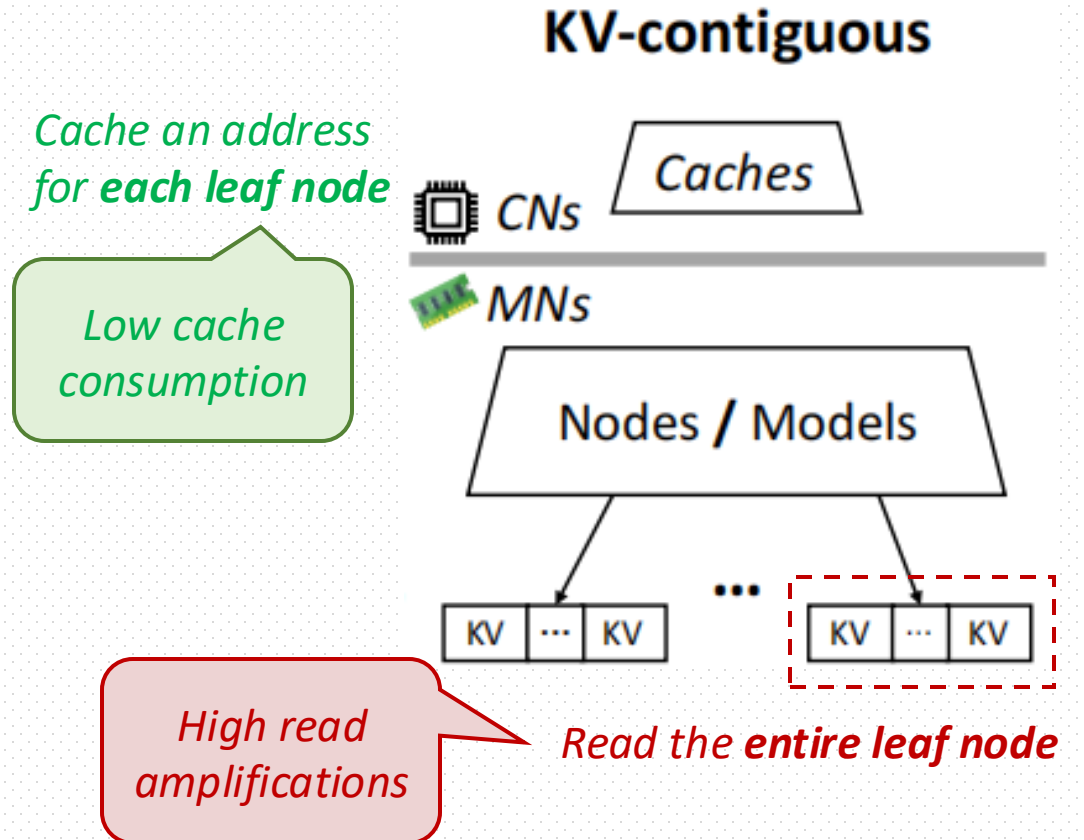 KV-contiguous
Cache an address
for each leaf node
Caches
CNs
Low cache
consumption
MNs
Nodes / Models
...
KV ... KV
KV ... KV
High read
amplifications
Read the entire leaf node